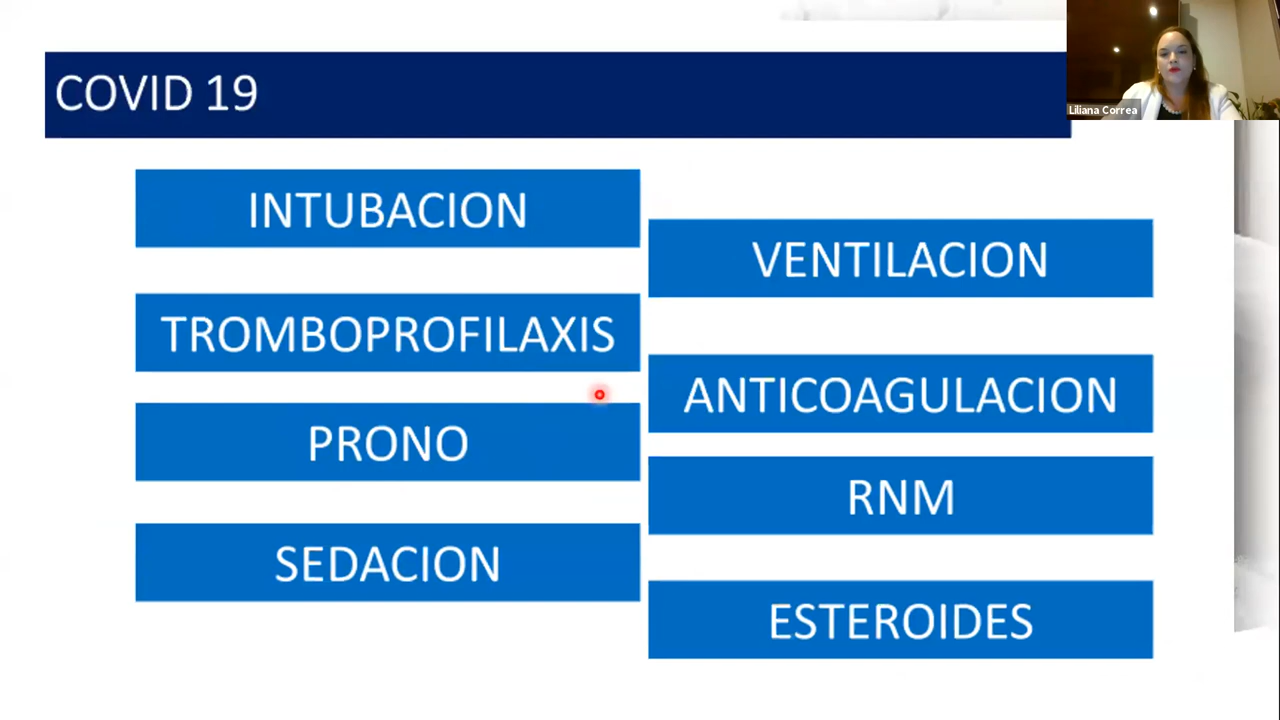 COVID 19
Liliana Correa
INTUBACION
VENTILACION
TROMBOPROFILAXIS
ANTICOAGULACION
PRONO
RNM
SEDACION
ESTEROIDES